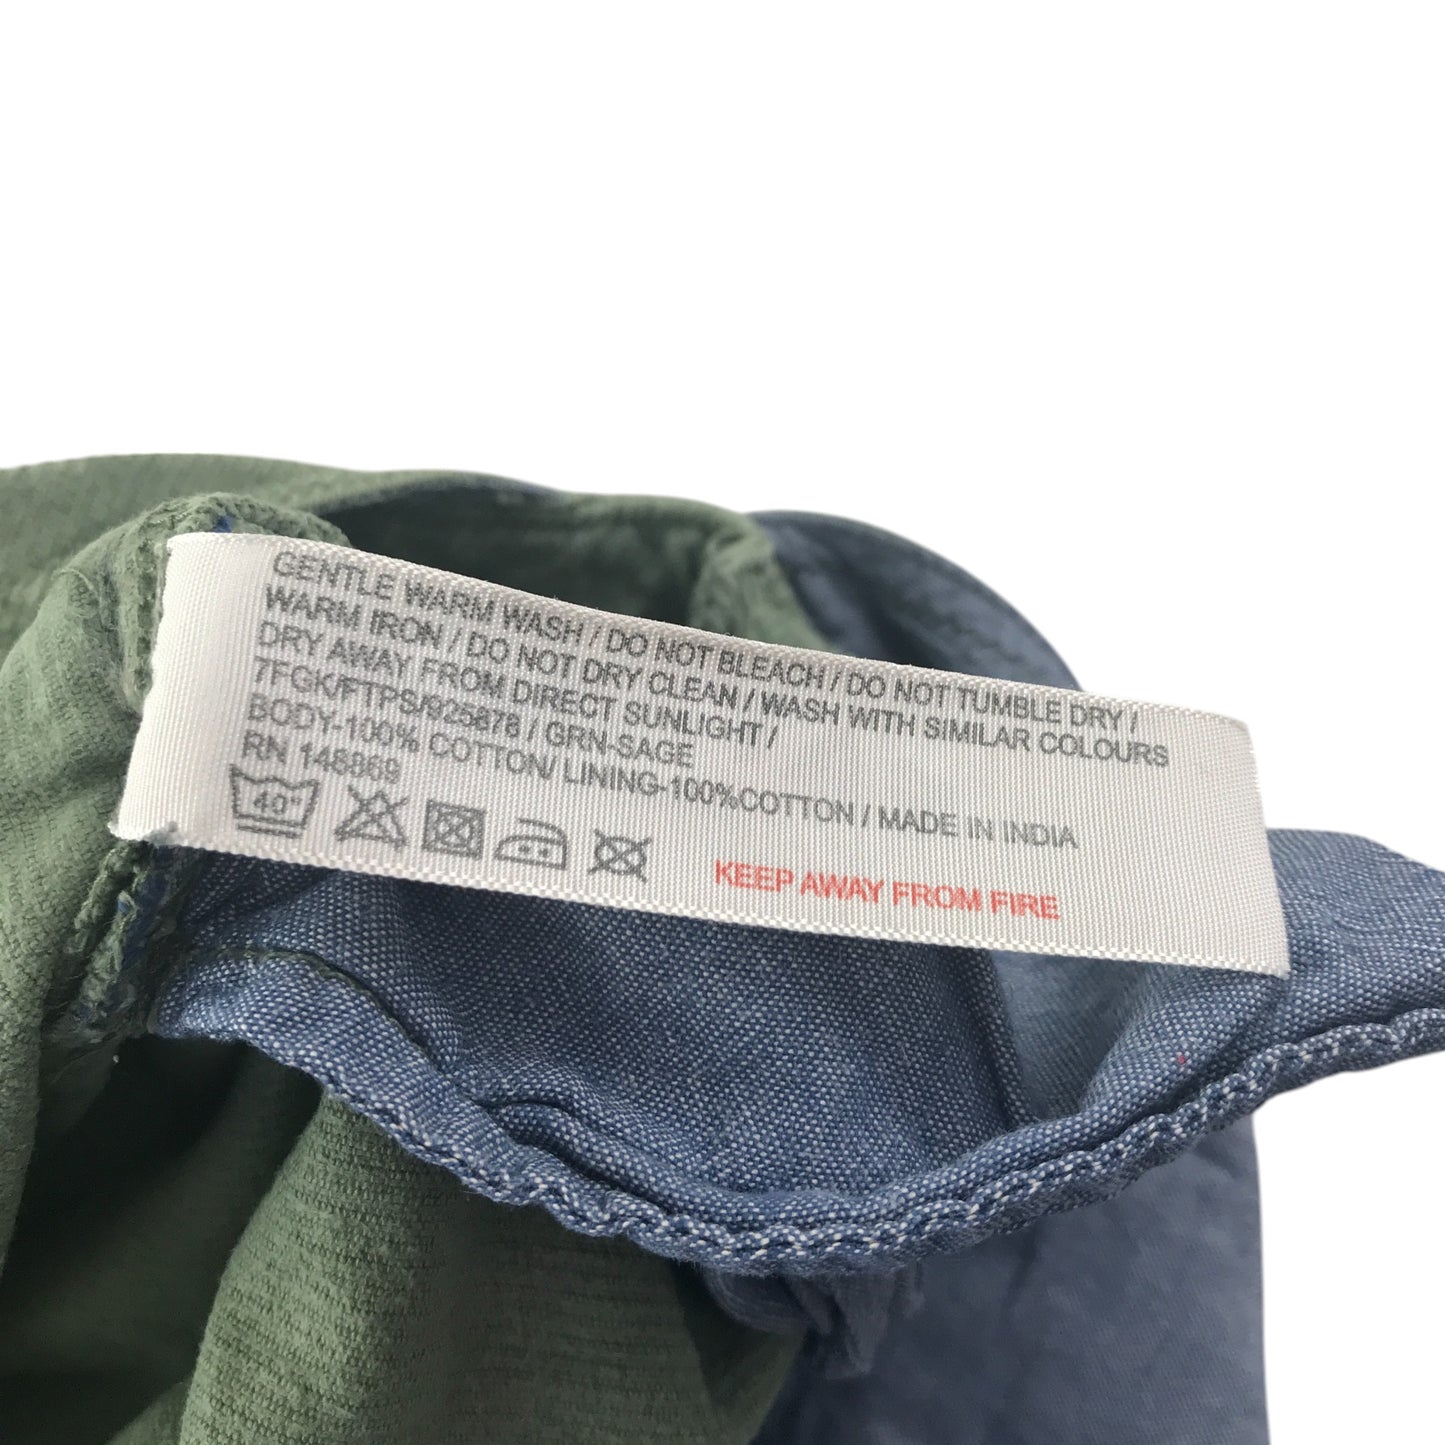 GENTLE WARM WASH / DO NOT BLEACH / DO NOT TUMBLE DRY /
WARM IRON / DO NOT DRY CLEAN / WASH WITH SIMILAR COLOURS
DRY AWAY FROM DIRECT SUNLIGHT /
7FGK/FTPS/925678 / GRN-SAGE
BODY-100% COTTON/ LINING-100%COTTON / MADE IN INDIA
RN 148869
40°
KEEP AWAY FROM FIRE